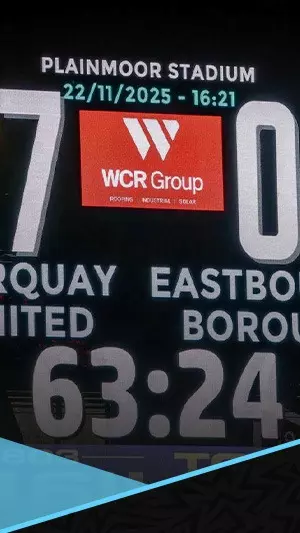 PLAINMOOR STADIUM
22/11/2025 - 16:21
7 0
WCR Group
ROOFING | INDUSTRIAL | SOLAR
RQUAY EASTBOU
NITED BOROU
63:24